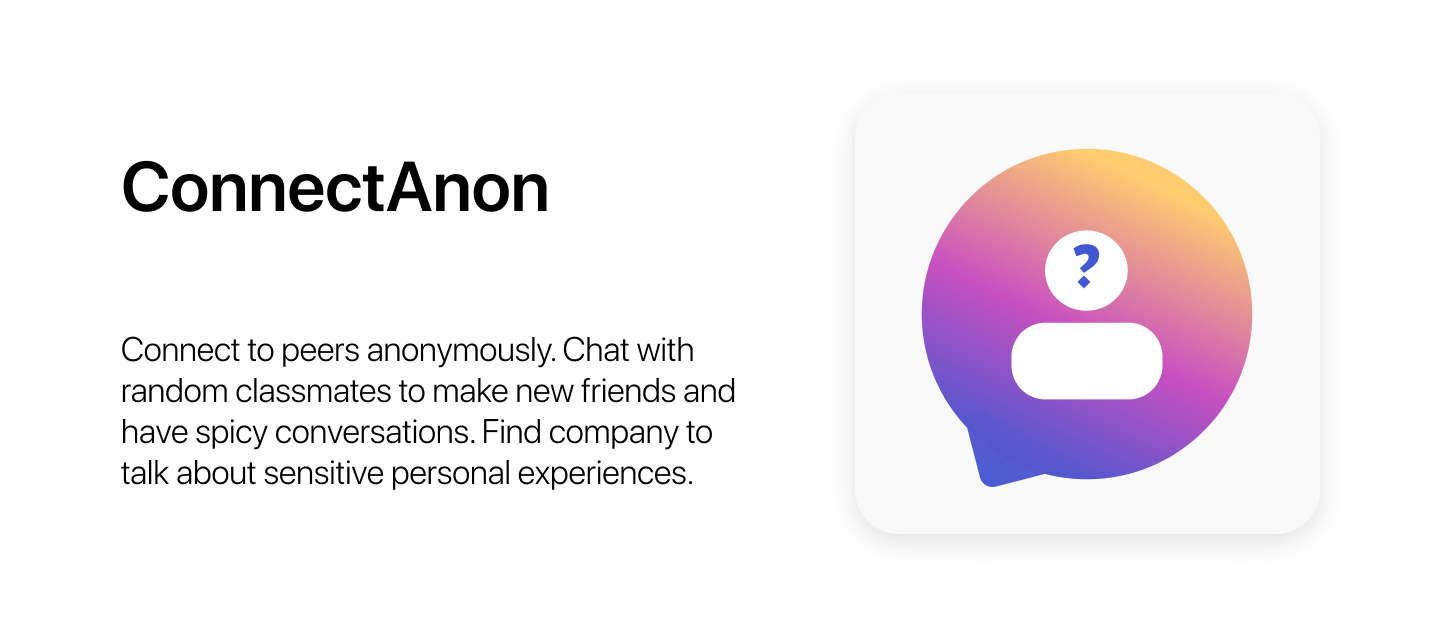 ConnectAnon
?
Connect to peers anonymously. Chat with
random classmates to make new friends and
have spicy conversations. Find company to
talk about sensitive personal experiences.